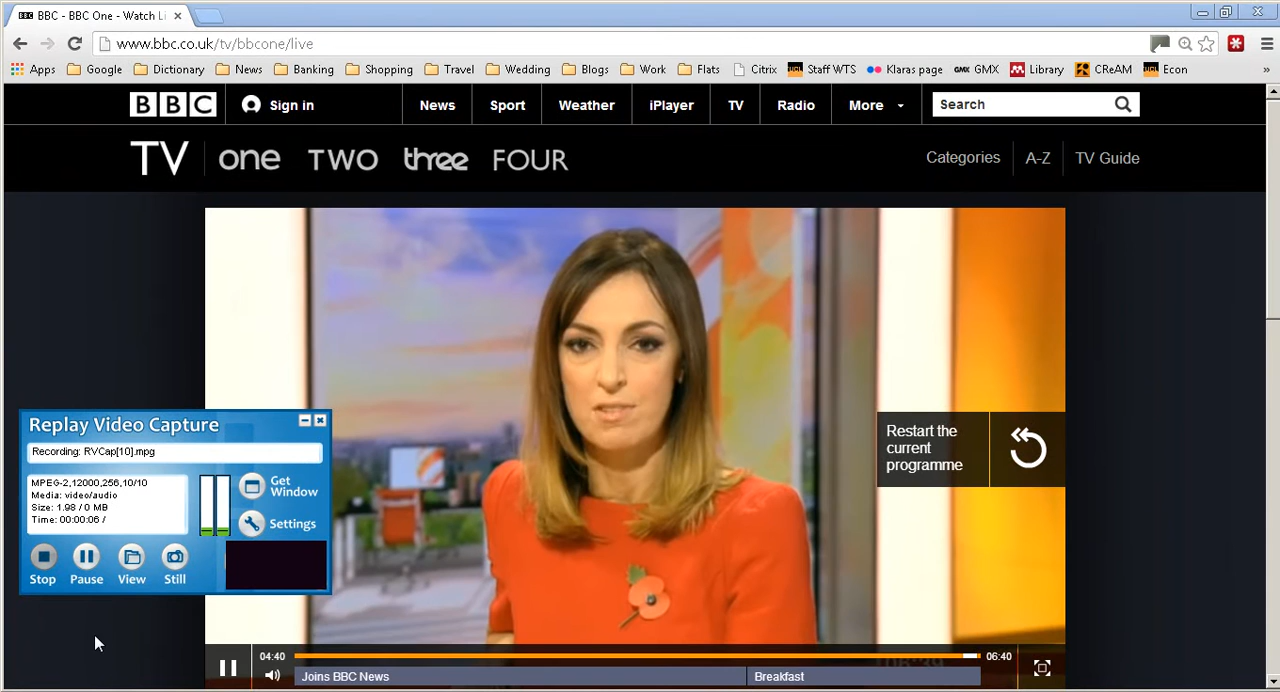 BBC - BBC One - Watch Li
www.bbc.co.uk/tv/bbcone/live
Apps Google Dictionary News Banking Shopping Travel Wedding Blogs Work Flats Citrix UCL Staff WTS Klaras page GMX GMX Library CReAM UCL Econ »
BBC Sign in News Sport Weather iPlayer TV Radio More Search
TV one TWO three FOUR Categories A-Z TV Guide
Restart the
current
programme
Replay Video Capture
Recording: RVCap[10].mpg
MPEG-2,12000,256,10/10
Media: video/audio
Size: 1.98 / 0 MB
Time: 00:00:06 /
Get
Window
Settings
Stop Pause View Still
04:40 06:40
Joins BBC News Breakfast